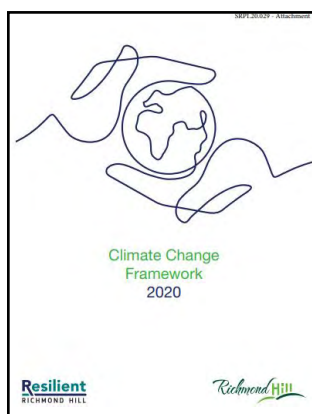 SRPI.20.029 - Attachment
Climate Change
Framework
2020
Resilient
RICHMOND HILL
Richmond Hill